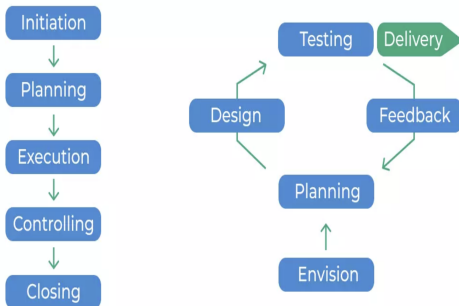 Initiation
Planning
Execution
Controlling
Closing
Testing
Delivery
Design
Feedback
Planning
Envision